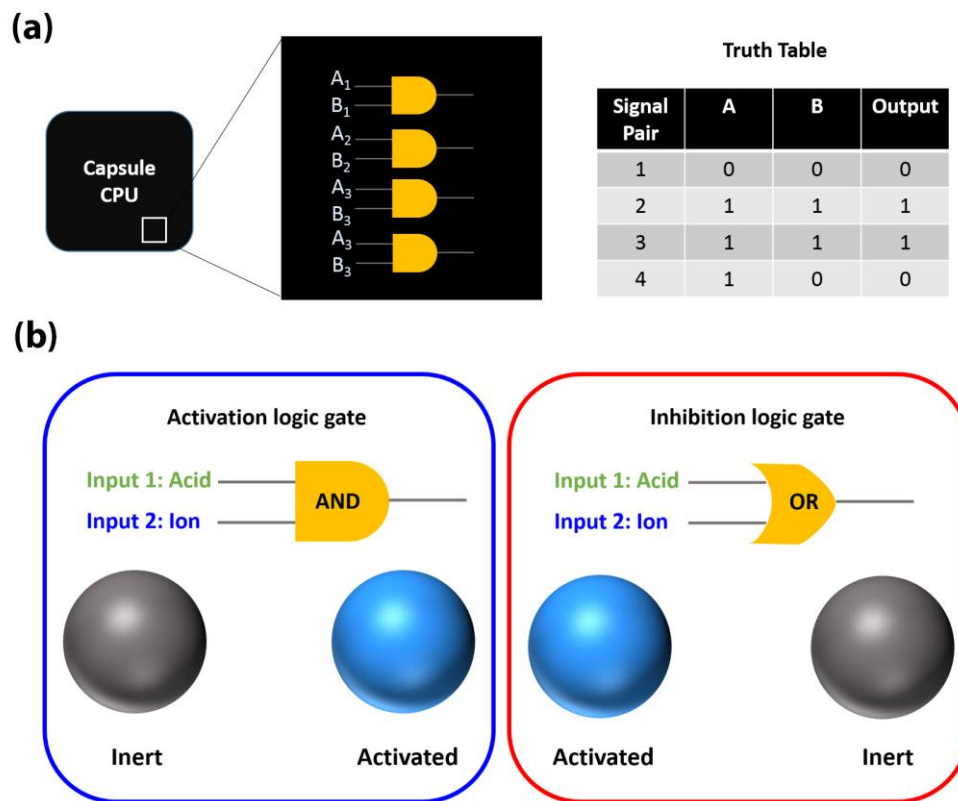 (a)
Capsule
CPU
A₁
B₁
A₂
B₂
A₃
B₃
A₃
B₃
Truth Table
Signal Pair A B Output
1 0 0 0
2 1 1 1
3 1 1 1
4 1 0 0
(b)
Activation logic gate
Input 1: Acid
AND
Input 2: Ion
Inert
Activated
Inhibition logic gate
Input 1: Acid
OR
Input 2: Ion
Activated
Inert